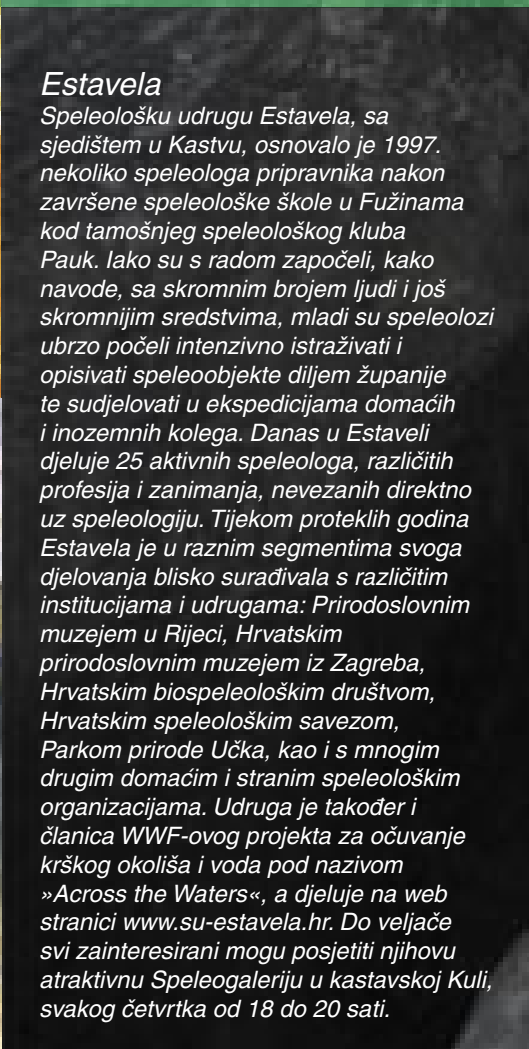 Estavela
Speleološku udrugu Estavela, sa
sjedištem u Kastvu, osnovalo je 1997.
nekoliko speleologa pripravnika nakon
završene speleološke škole u Fužinama
kod tamošnjeg speleološkog kluba
Pauk. Iako su s radom započeli, kako
navode, sa skromnim brojem ljudi i još
skromnijim sredstvima, mladi su speleolozi
ubrzo počeli intenzivno istraživati i
opisivati speleoobjekte diljem županije
te sudjelovati u ekspedicijama domaćih
i inozemnih kolega. Danas u Estaveli
djeluje 25 aktivnih speleologa, različitih
profesija i zanimanja, nevezanih direktno
uz speleologiju. Tijekom proteklih godina
Estavela je u raznim segmentima svoga
djelovanja blisko surađivala s različitim
institucijama i udrugama: Prirodoslovnim
muzejem u Rijeci, Hrvatskim
prirodoslovnim muzejem iz Zagreba,
Hrvatskim biospeleološkim društvom,
Hrvatskim speleološkim savezom,
Parkom prirode Učka, kao i s mnogim
drugim domaćim i stranim speleološkim
organizacijama. Udruga je također i
članica WWF-ovog projekta za očuvanje
krškog okoliša i voda pod nazivom
»Across the Waters«, a djeluje na web
stranici www.su-estavela.hr. Do veljače
svi zainteresirani mogu posjetiti njihovu
atraktivnu Speleogaleriju u kastavskoj Kuli,
svakog četvrtka od 18 do 20 sati.